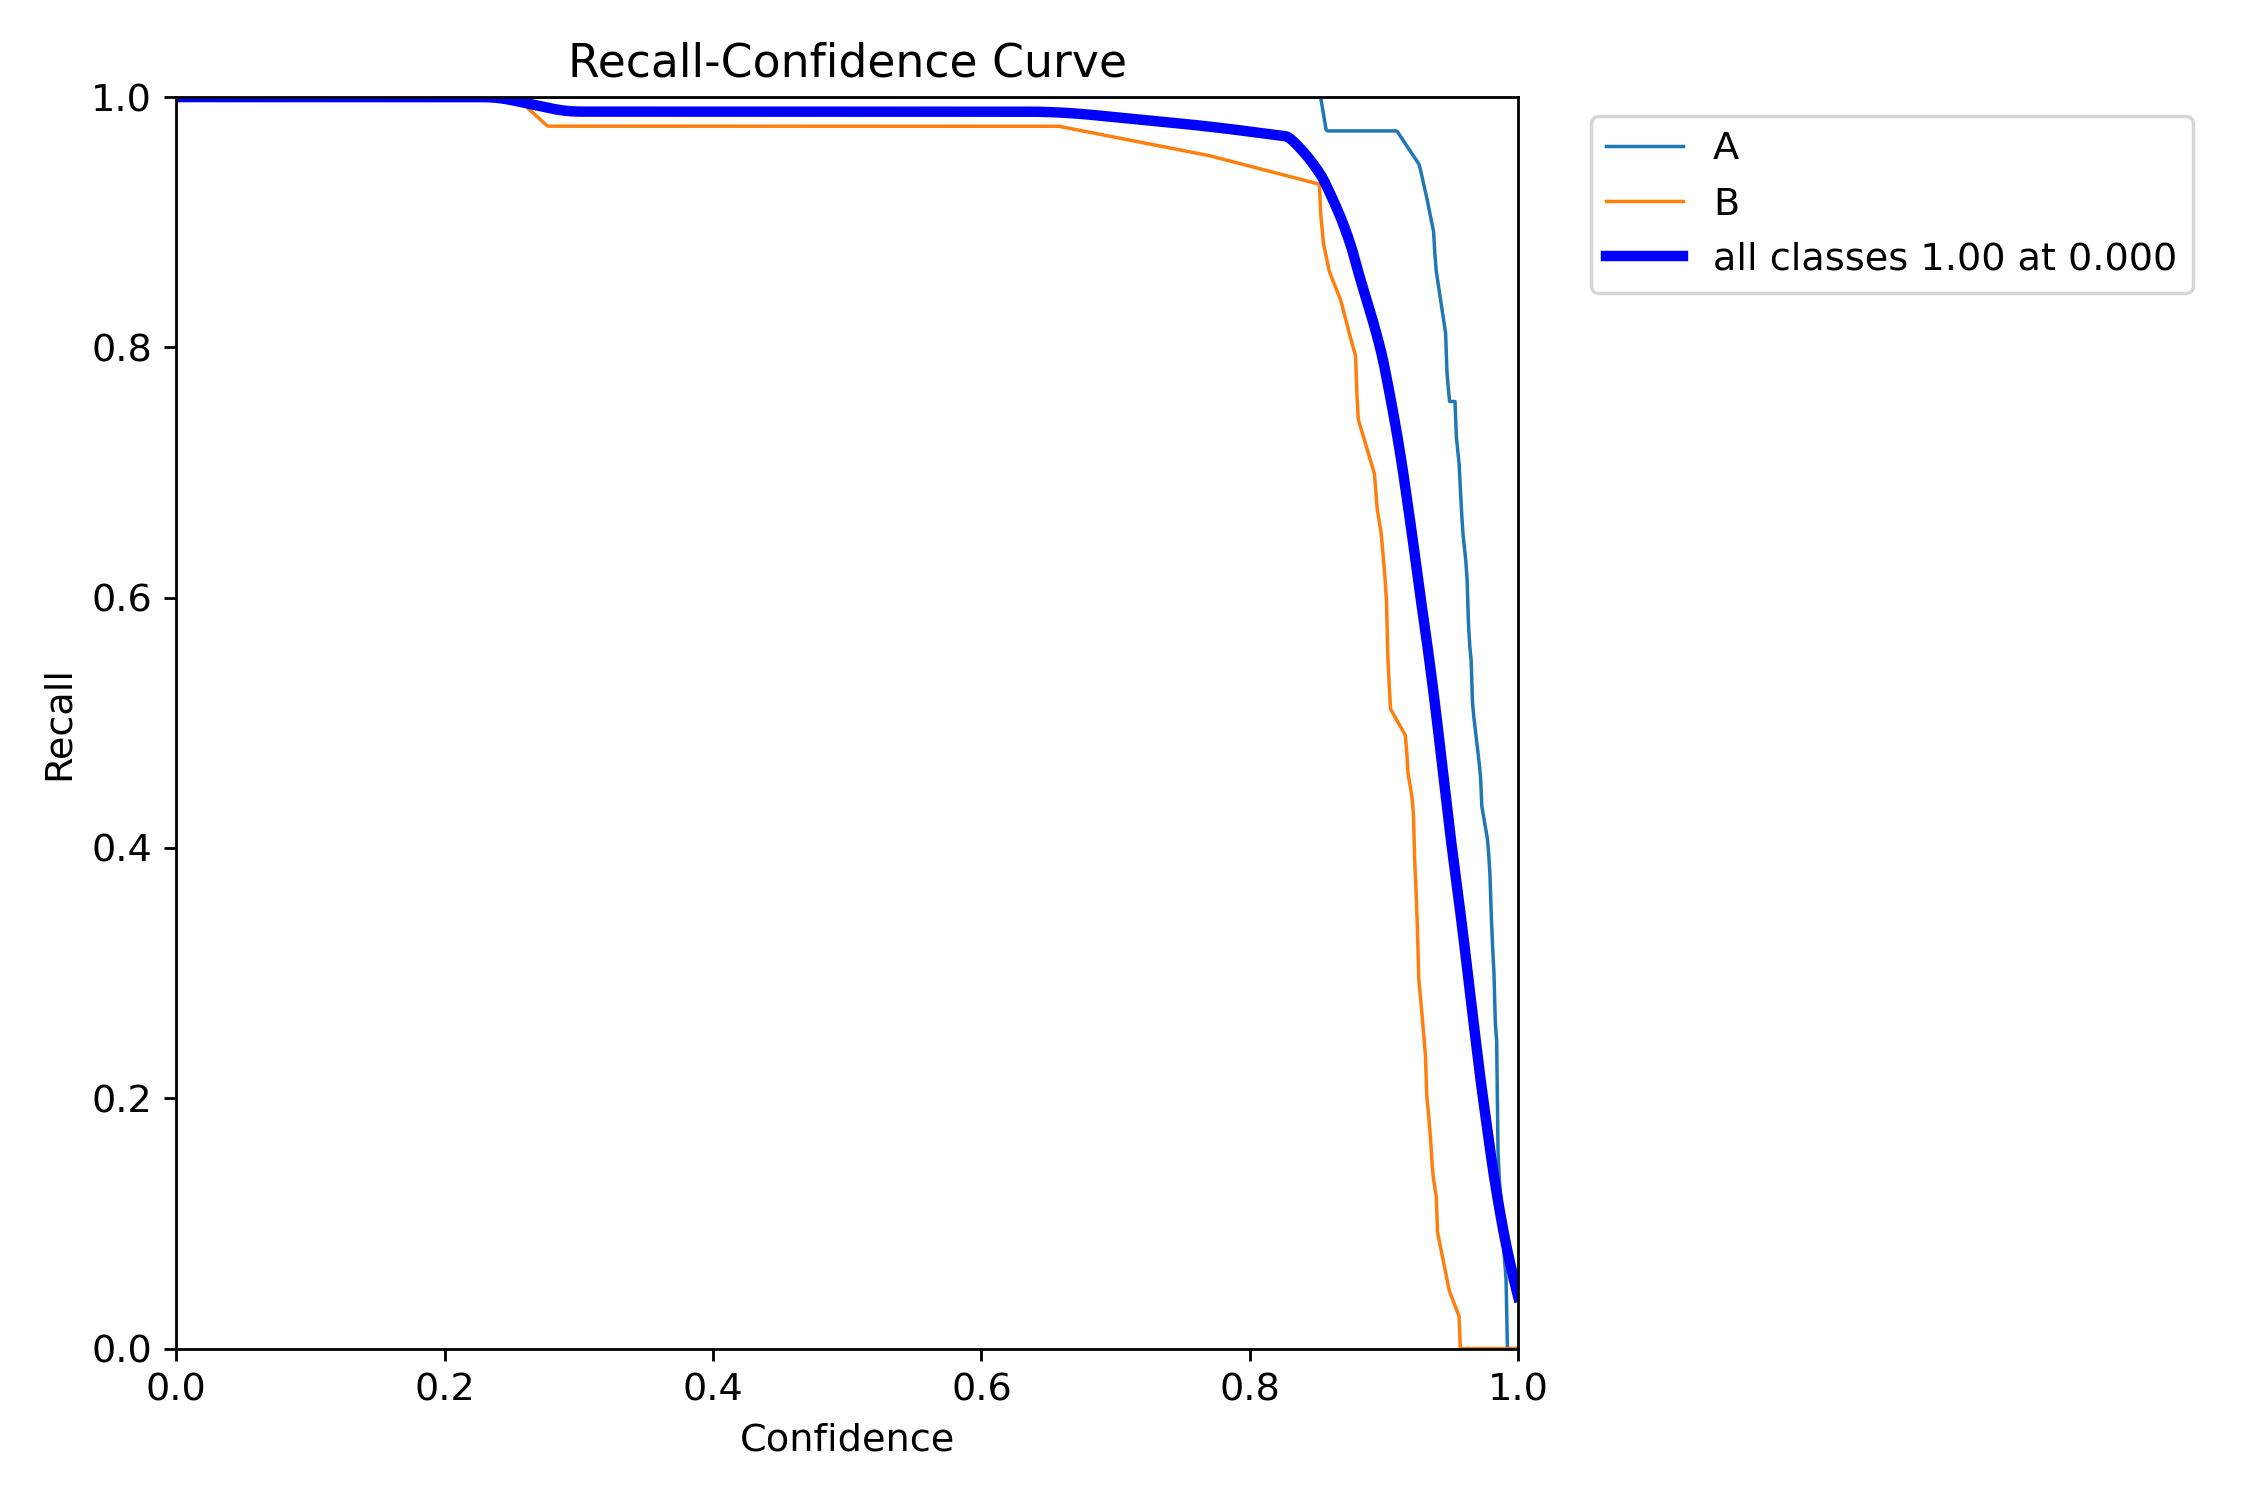 Recall-Confidence Curve
1.0
0.8
0.6
0.4
0.2
0.0
Recall
0.0 0.2 0.4 0.6 0.8 1.0
Confidence
A
B
all classes 1.00 at 0.000